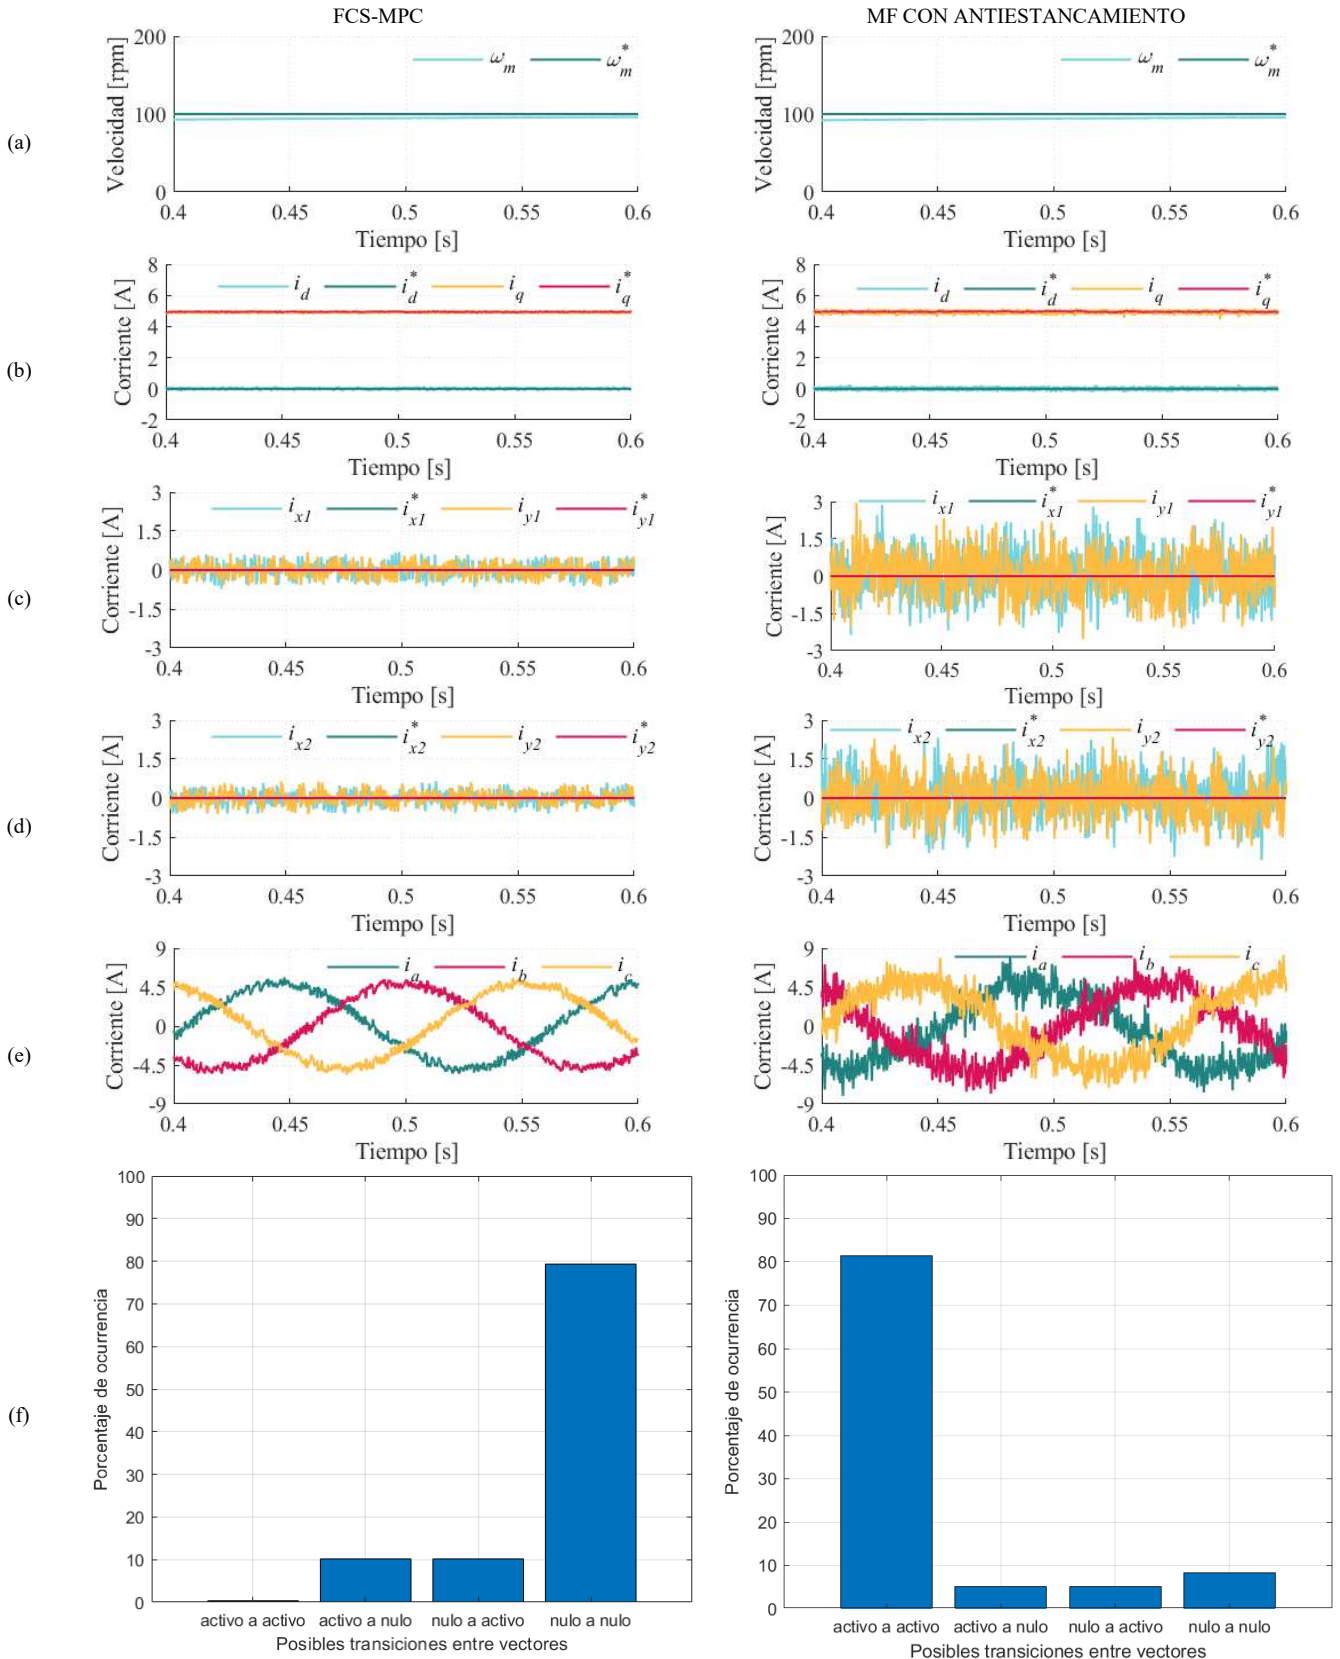 FCS-MPC
MF CON ANTIESTANCAMIENTO
(a)
Velocidad [rpm]
200
100
0
ω_m ω_m^*
0.4 0.45 0.5 0.55 0.6
Tiempo [s]
Velocidad [rpm]
200
100
0
ω_m ω_m^*
0.4 0.45 0.5 0.55 0.6
Tiempo [s]
(b)
Corriente [A]
8
6
4
2
0
-2
i_d i_d^* i_q i_q^*
0.4 0.45 0.5 0.55 0.6
Tiempo [s]
Corriente [A]
8
6
4
2
0
-2
i_d i_d^* i_q i_q^*
0.4 0.45 0.5 0.55 0.6
Tiempo [s]
(c)
Corriente [A]
3
1.5
0
-1.5
-3
i_x1 i_x1^* i_y1 i_y1^*
0.4 0.45 0.5 0.55 0.6
Tiempo [s]
Corriente [A]
3
1.5
0
-1.5
-3
i_x1 i_x1^* i_y1 i_y1^*
0.4 0.45 0.5 0.55 0.6
Tiempo [s]
(d)
Corriente [A]
3
1.5
0
-1.5
-3
i_x2 i_x2^* i_y2 i_y2^*
0.4 0.45 0.5 0.55 0.6
Tiempo [s]
Corriente [A]
3
1.5
0
-1.5
-3
i_x2 i_x2^* i_y2 i_y2^*
0.4 0.45 0.5 0.55 0.6
Tiempo [s]
(e)
Corriente [A]
9
4.5
0
-4.5
-9
i_a i_b i_c
0.4 0.45 0.5 0.55 0.6
Tiempo [s]
Corriente [A]
9
4.5
0
-4.5
-9
i_a i_b i_c
0.4 0.45 0.5 0.55 0.6
Tiempo [s]
(f)
Porcentaje de ocurrencia
100
90
80
70
60
50
40
30
20
10
0
activo a activo activo a nulo nulo a activo nulo a nulo
Posibles transiciones entre vectores
Porcentaje de ocurrencia
100
90
80
70
60
50
40
30
20
10
0
activo a activo activo a nulo nulo a activo nulo a nulo
Posibles transiciones entre vectores